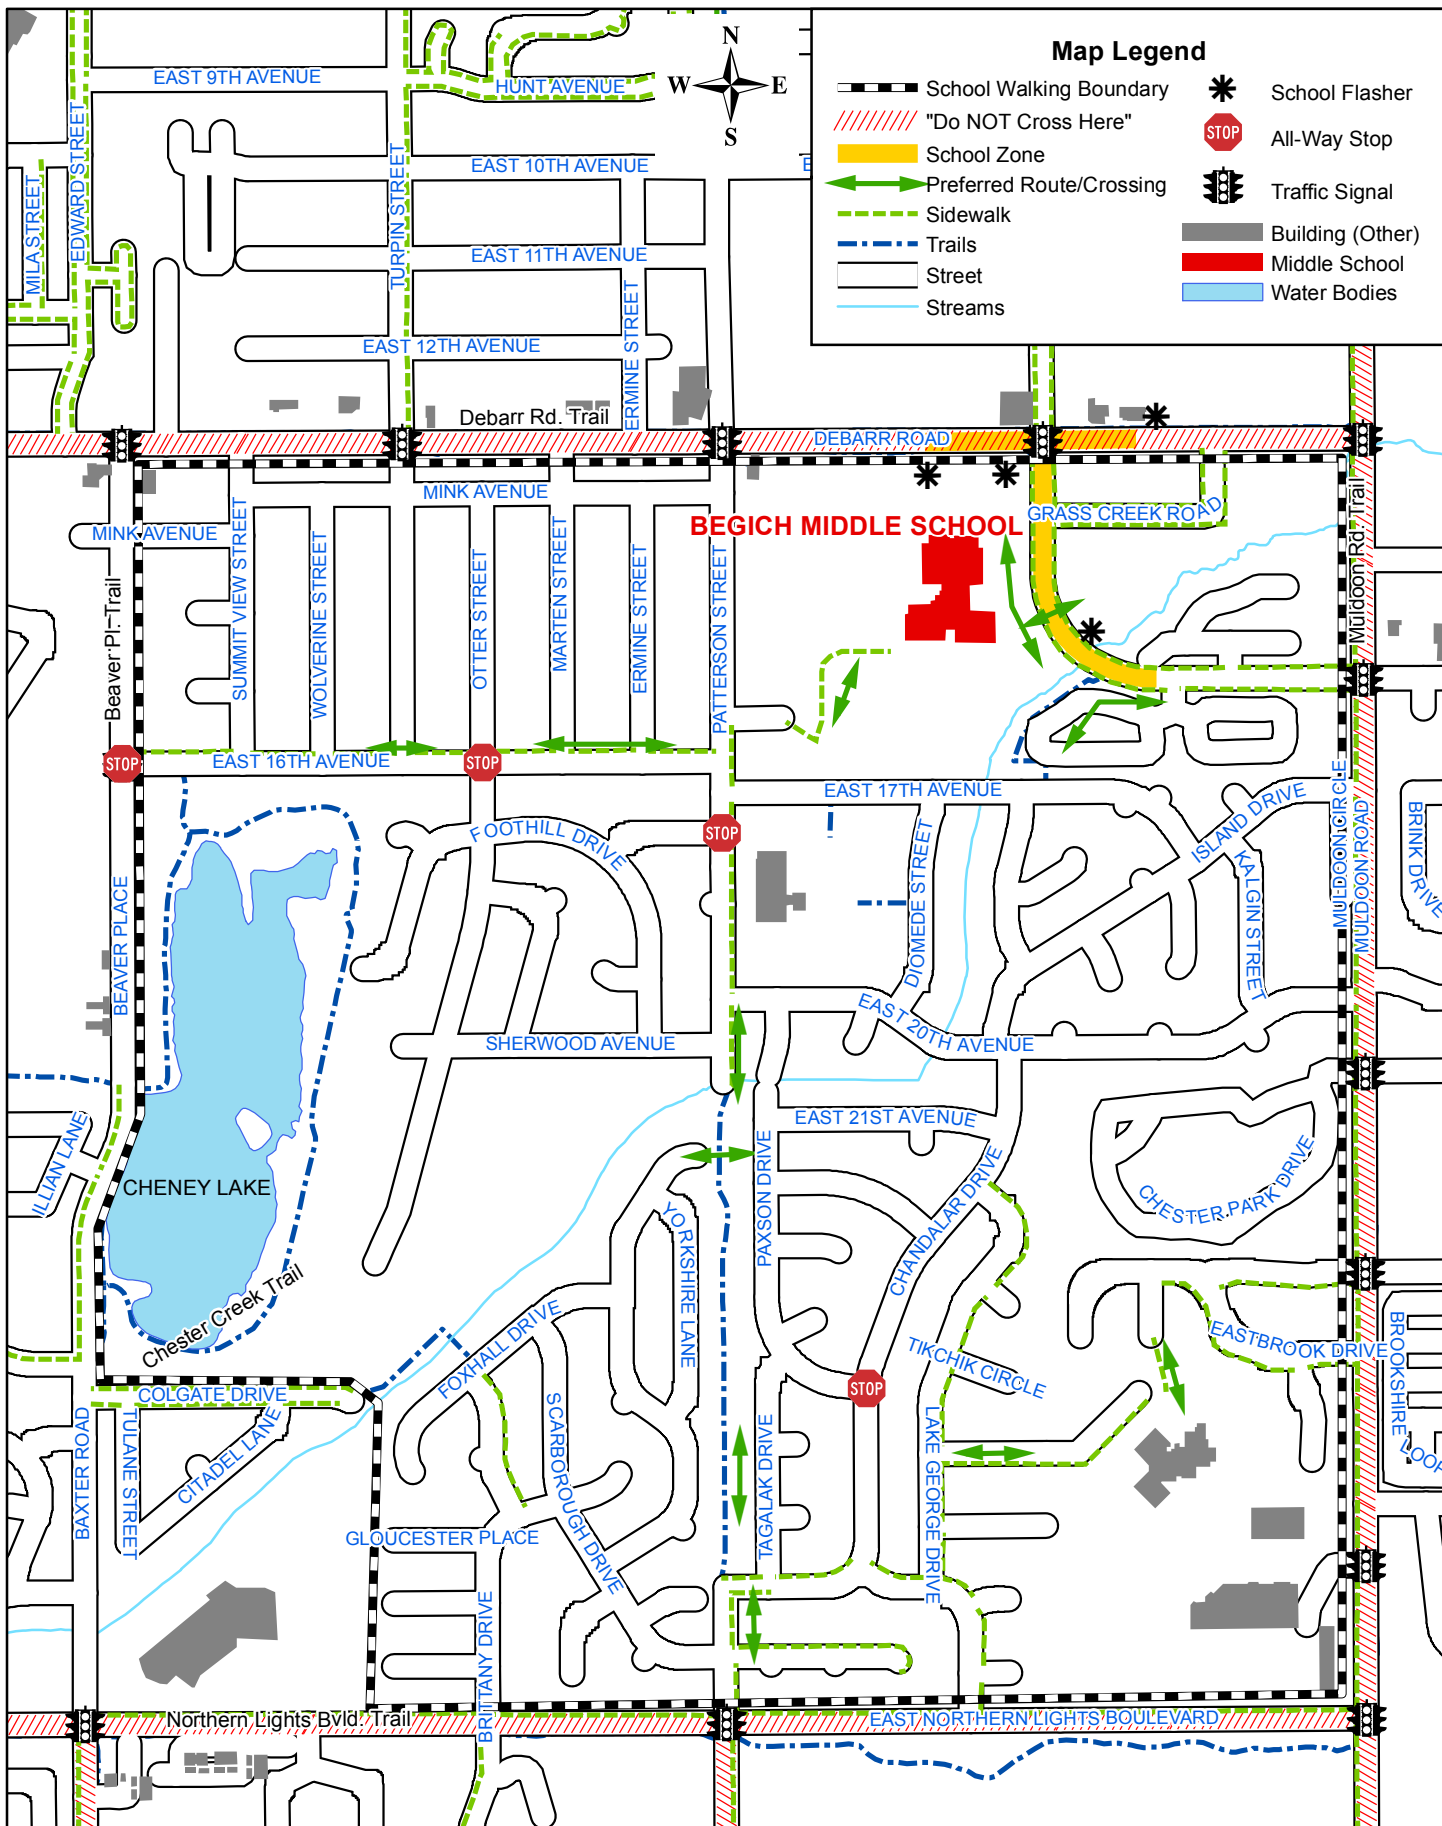 EAST 9TH AVENUE
HUNT AVENUE
N
W
E
S
Map Legend
School Walking Boundary
"Do NOT Cross Here"
School Zone
Preferred Route/Crossing
Sidewalk
Trails
Street
Streams
School Flasher
STOP
All-Way Stop
Traffic Signal
Building (Other)
Middle School
Water Bodies
MILA STREET
EDWARD STREET
TURPIN STREET
EAST 10TH AVENUE
E
EAST 11TH AVENUE
EAST 12TH AVENUE
ERMINE STREET
Debarr Rd. Trail
DEBARR ROAD
MINK AVENUE
MINK AVENUE
BEGICH MIDDLE SCHOOL
GRASS CREEK ROAD
Muldoon Rd. Trail
Beaver Pl. Trail
SUMMIT VIEW STREET
WOLVERINE STREET
OTTER STREET
MARTEN STREET
ERMINE STREET
PATTERSON STREET
STOP
EAST 16TH AVENUE
STOP
EAST 17TH AVENUE
STOP
FOOTHILL DRIVE
ISLAND DRIVE
DIOMEDE STREET
KALGIN STREET
MULDOON CIRCLE
MULDOON ROAD
BRINK DRIVE
BEAVER PLACE
EAST 20TH AVENUE
SHERWOOD AVENUE
EAST 21ST AVENUE
ILLIAN LANE
CHENEY LAKE
YORKSHIRE LANE
PAXSON DRIVE
CHANDALAR DRIVE
CHESTER PARK DRIVE
Chester Creek Trail
FOXHALL DRIVE
TIKCHIK CIRCLE
EASTBROOK DRIVE
BROOKSHIRE LOOP
COLGATE DRIVE
STOP
BAXTER ROAD
TULANE STREET
CITADEL LANE
SCARBOROUGH DRIVE
TAGALAK DRIVE
LAKE GEORGE DRIVE
GLOUCESTER PLACE
BRITTANY DRIVE
Northern Lights Bvld. Trail
EAST NORTHERN LIGHTS BOULEVARD